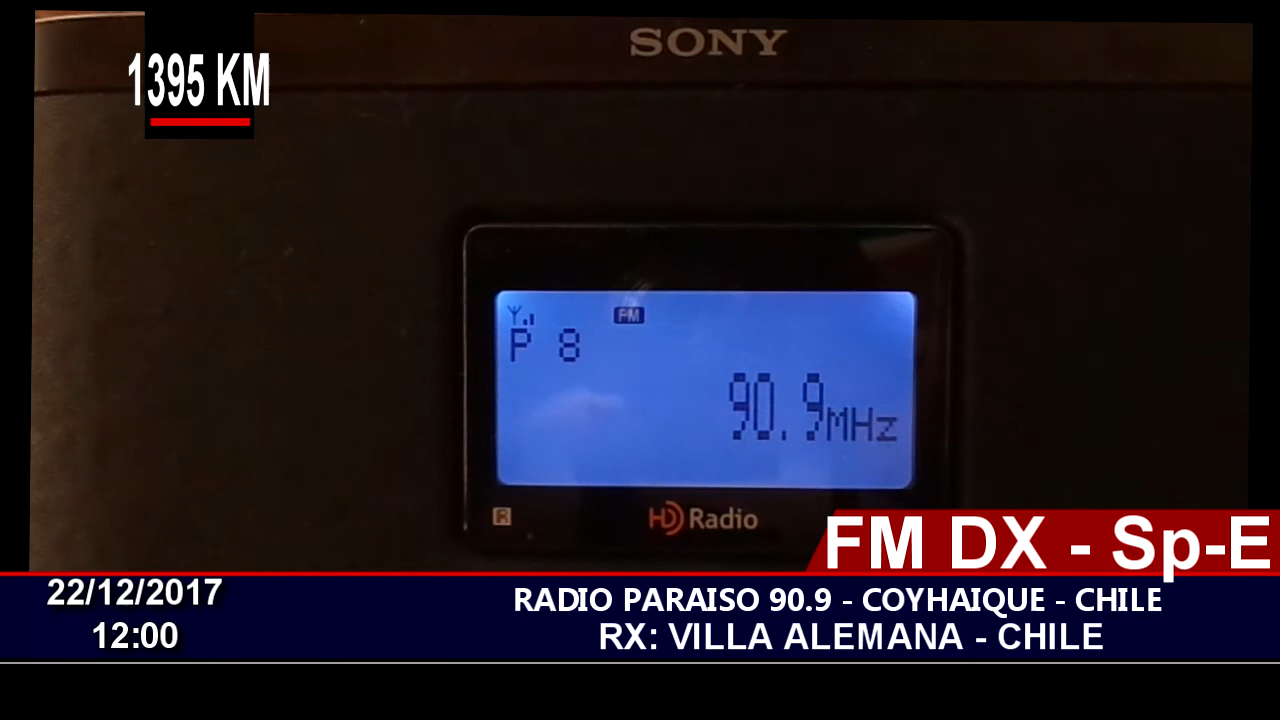 SONY
1395 KM
FM
P 8
90.9MHz
R
HD Radio
FM DX - Sp-E
22/12/2017
12:00
RADIO PARAISO 90.9 - COYHAIQUE - CHILE
RX: VILLA ALEMANA - CHILE